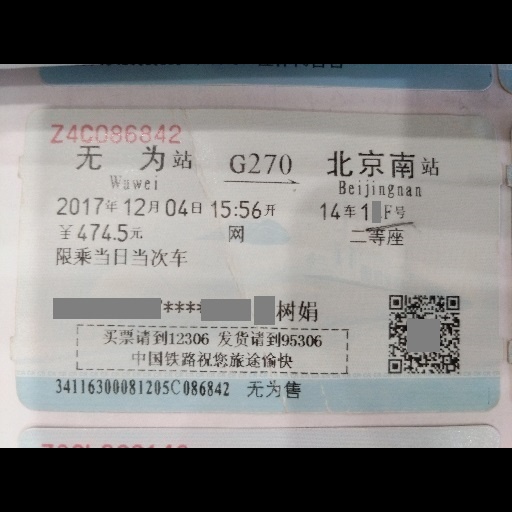 Z4C086842
无为站 G270 北京南站
Wuwei Beijingnan
2017年12月04日 15:56开 14车1 F号
￥474.5元 网 二等座
限乘当日当次车
**** 树娟
买票请到12306 发货请到95306
中国铁路祝您旅途愉快
34116300081205C086842 无为售